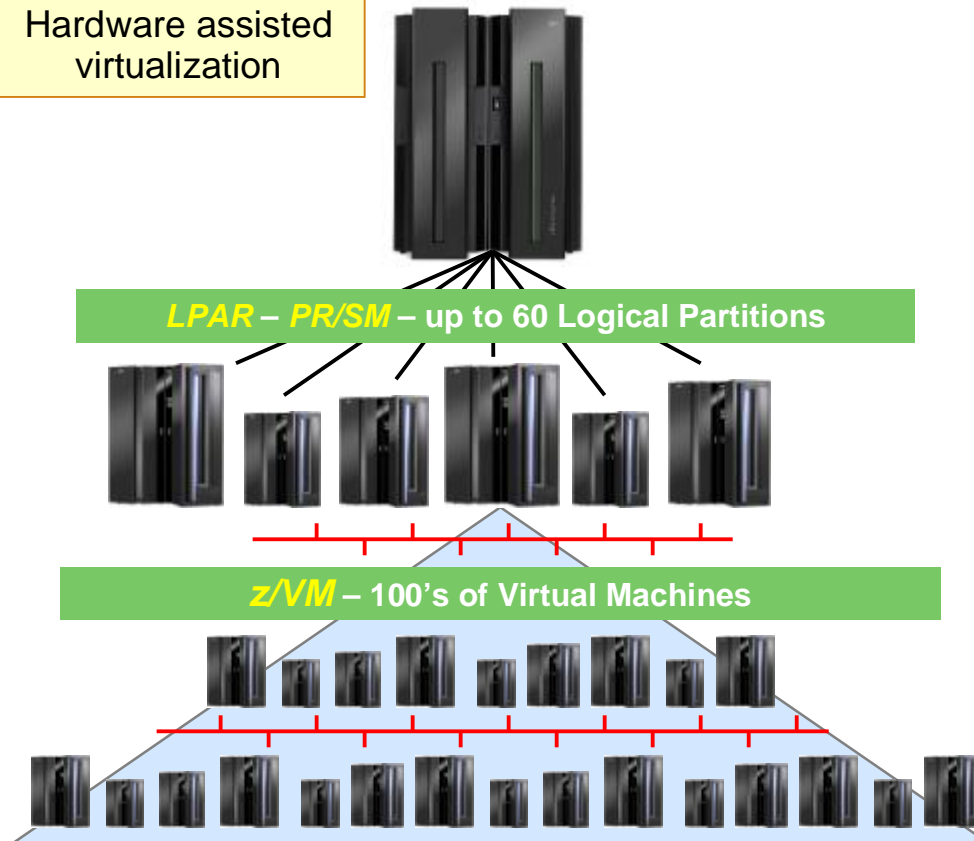 Hardware assisted
virtualization
LPAR – PR/SM – up to 60 Logical Partitions
z/VM – 100’s of Virtual Machines